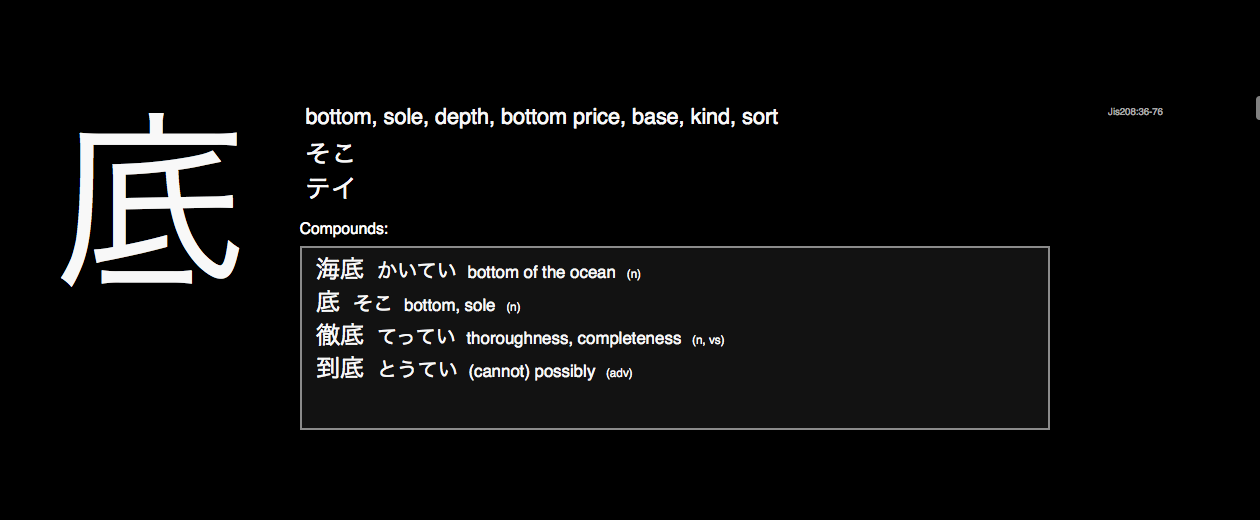 底
bottom, sole, depth, bottom price, base, kind, sort
Jis208:36-76
そこ
テイ
Compounds:
海底 かいてい bottom of the ocean (n)
底 そこ bottom, sole (n)
徹底 てってい thoroughness, completeness (n, vs)
到底 とうてい (cannot) possibly (adv)